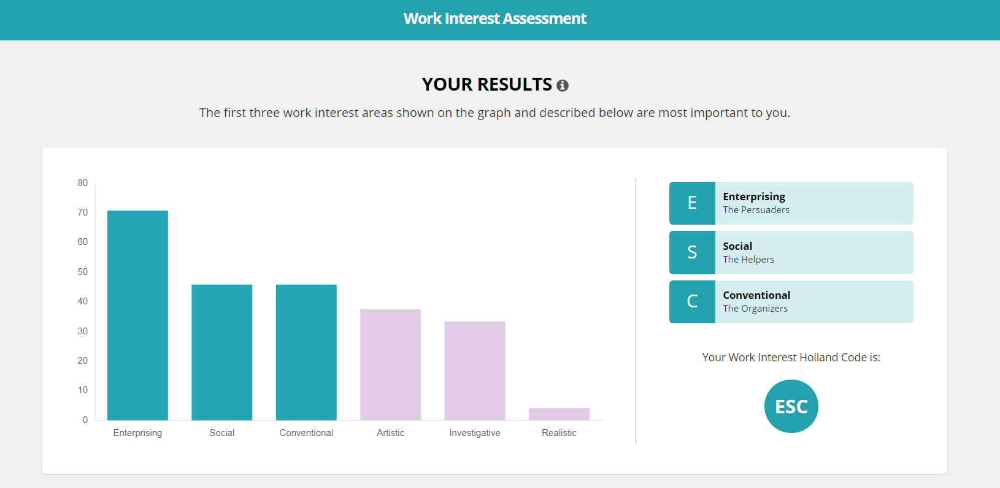 Work Interest Assessment
YOUR RESULTS
The first three work interest areas shown on the graph and described below are most important to you.
80
70
60
50
40
30
20
10
0
Enterprising Social Conventional Artistic Investigative Realistic
E
Enterprising
The Persuaders
S
Social
The Helpers
C
Conventional
The Organizers
Your Work Interest Holland Code is:
ESC